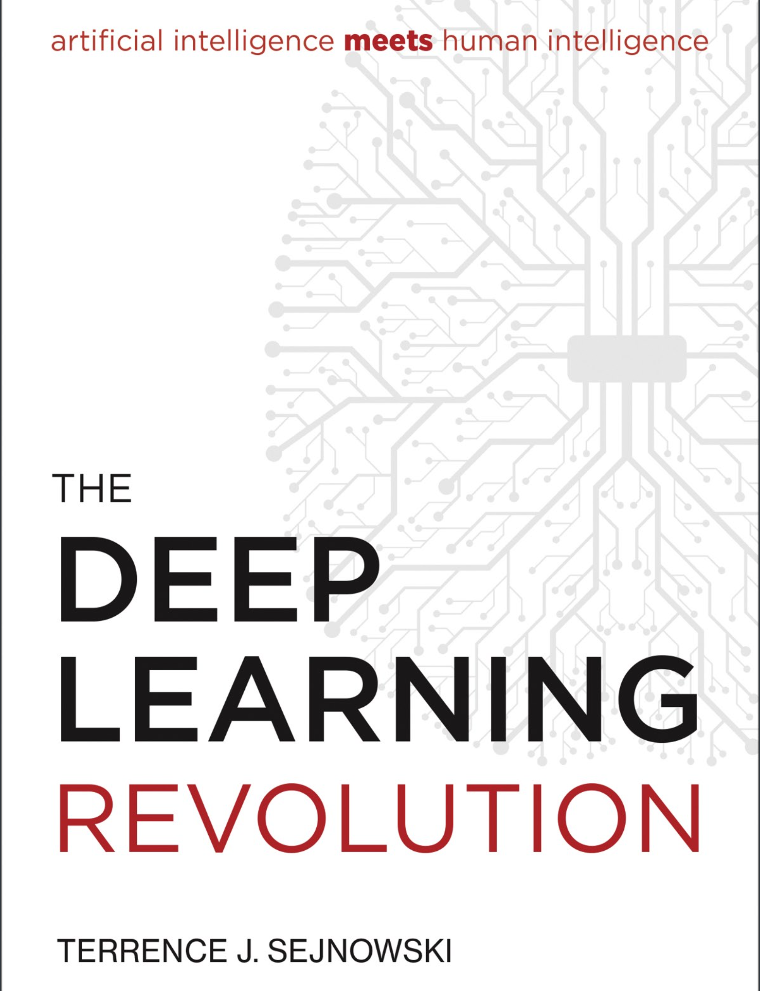 artificial intelligence meets human intelligence
THE
DEEP
LEARNING
REVOLUTION
TERRENCE J. SEJNOWSKI